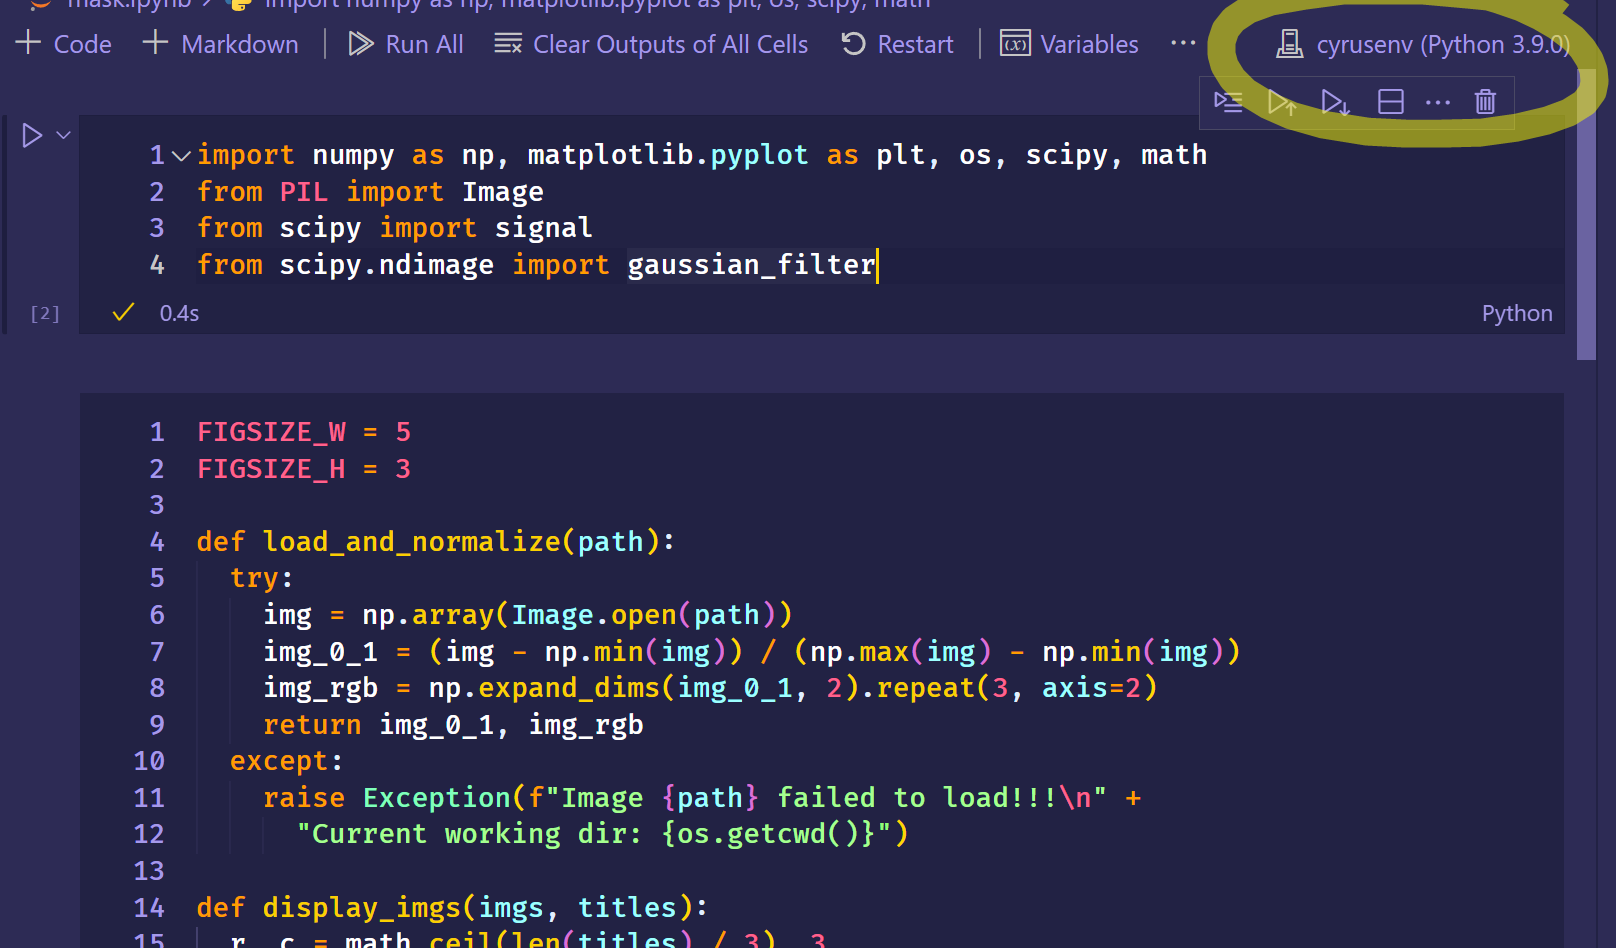 mask.ipynb > import numpy as np, matplotlib.pyplot as plt, os, scipy, math
+ Code + Markdown | Run All Clear Outputs of All Cells Restart | Variables ... cyrusenv (Python 3.9.0)
1 import numpy as np, matplotlib.pyplot as plt, os, scipy, math
2 from PIL import Image
3 from scipy import signal
4 from scipy.ndimage import gaussian_filter
[2] ✓ 0.4s Python
1 FIGSIZE_W = 5
2 FIGSIZE_H = 3
3
4 def load_and_normalize(path):
5 try:
6 img = np.array(Image.open(path))
7 img_0_1 = (img - np.min(img)) / (np.max(img) - np.min(img))
8 img_rgb = np.expand_dims(img_0_1, 2).repeat(3, axis=2)
9 return img_0_1, img_rgb
10 except:
11 raise Exception(f"Image {path} failed to load!!!\n" +
12 "Current working dir: {os.getcwd()}")
13
14 def display_imgs(imgs, titles):
15 r, c = math.ceil(len(titles) / 3), 3